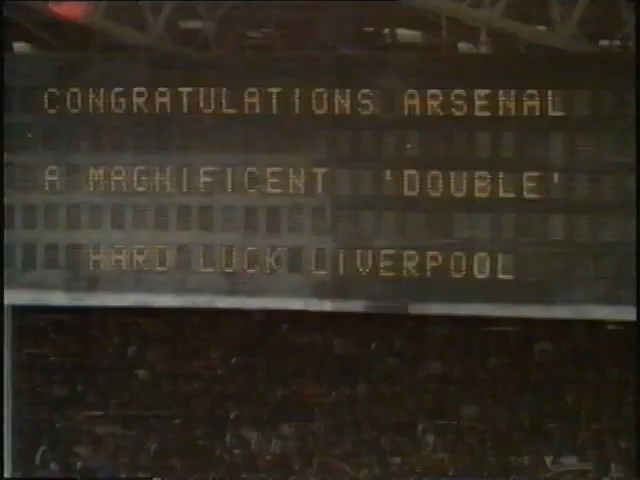 CONGRATULATIONS ARSENAL
A MAGNIFICENT 'DOUBLE'
HARD LUCK LIVERPOOL